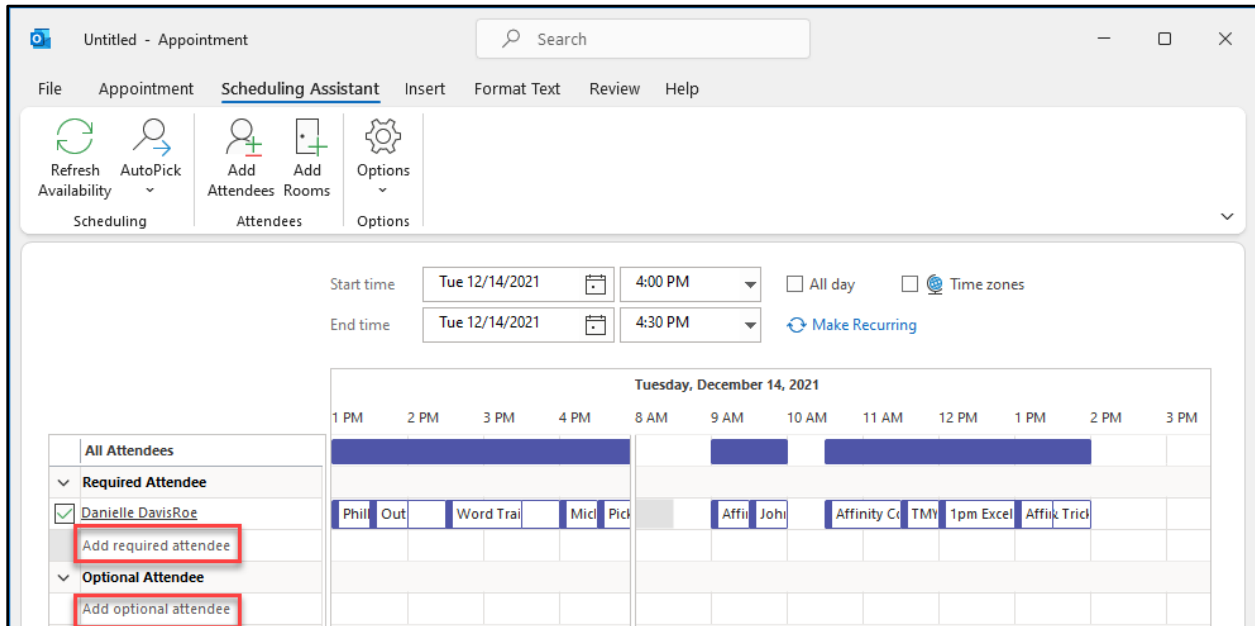 Untitled - Appointment
Search
File Appointment Scheduling Assistant Insert Format Text Review Help
Refresh Availability
AutoPick
Add Attendees
Add Rooms
Options
Scheduling Attendees Options
Start time Tue 12/14/2021 4:00 PM All day Time zones
End time Tue 12/14/2021 4:30 PM Make Recurring
Tuesday, December 14, 2021
1 PM 2 PM 3 PM 4 PM 8 AM 9 AM 10 AM 11 AM 12 PM 1 PM 2 PM 3 PM
All Attendees
Required Attendee
Danielle DavisRoe Phill Out Word Trai Micl Pick Affin John Affinity Co TMY 1pm Excel Affin Trick
Add required attendee
Optional Attendee
Add optional attendee